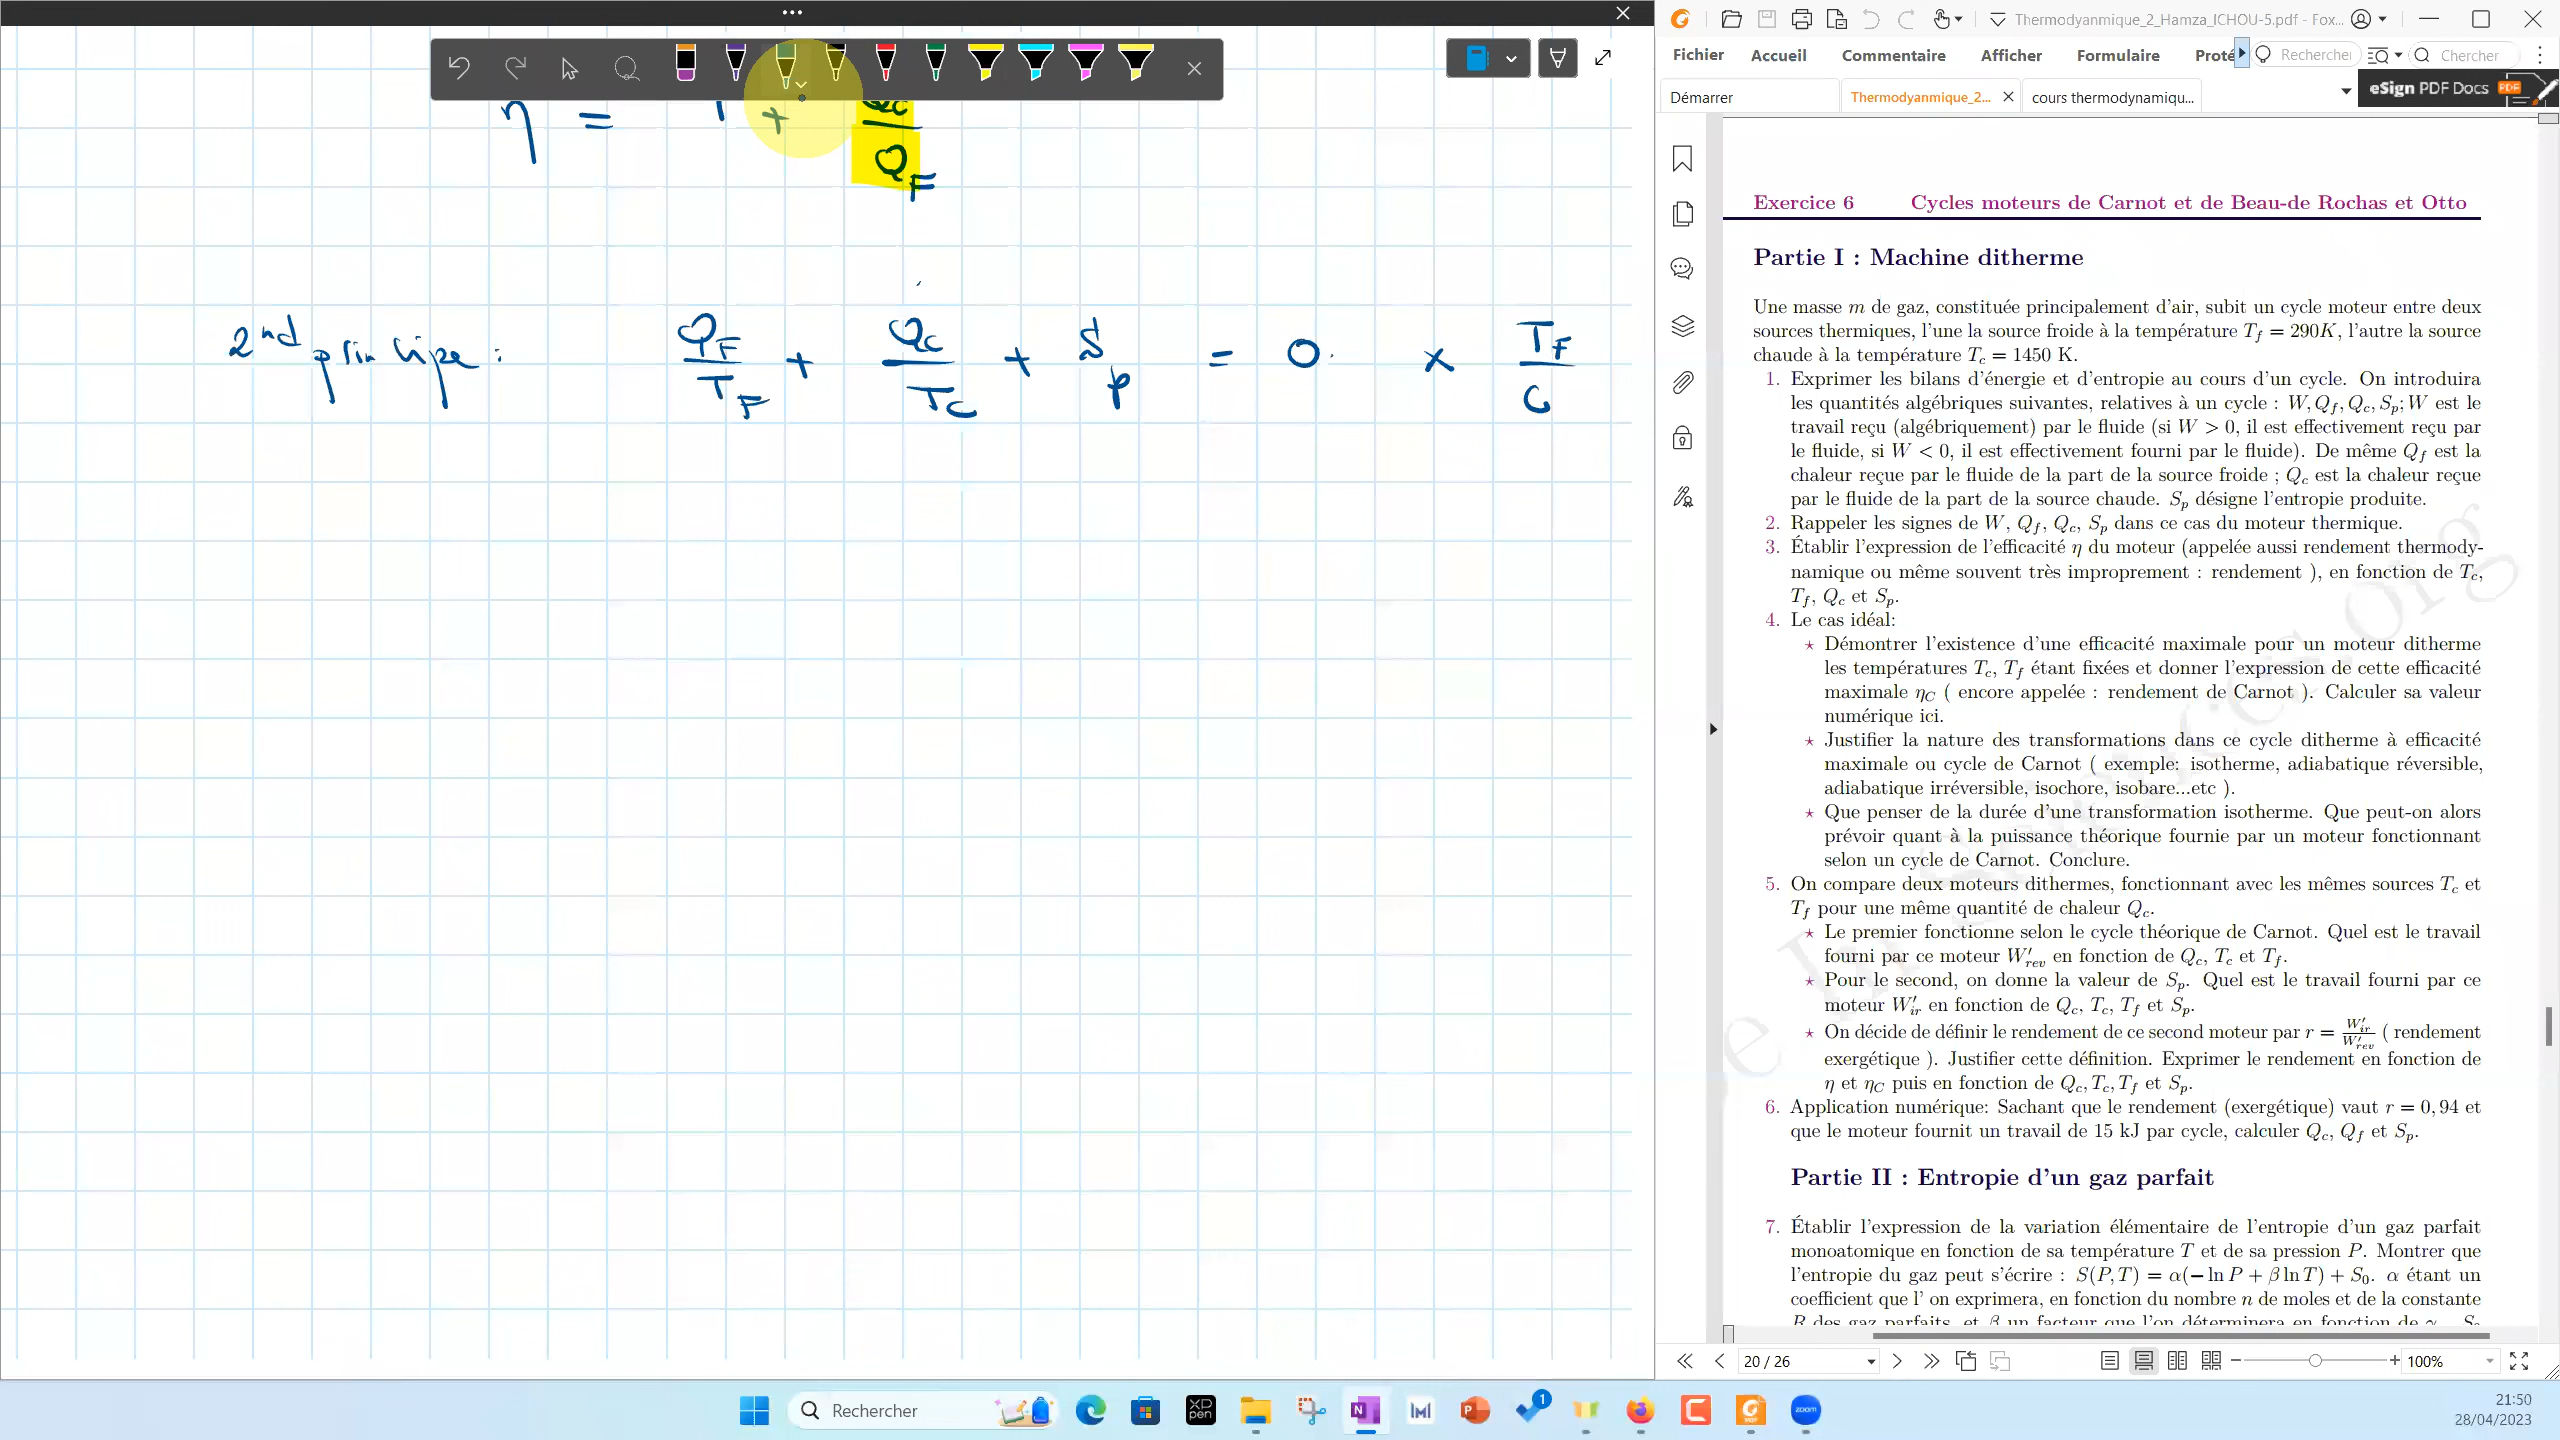 Thermodyanmique_2_Hamza_ICHOU-5.pdf - Fox...
Fichier Accueil Commentaire Afficher Formulaire Proté Recherche Chercher
Démarrer Thermodyanmique_2... cours thermodynamiqu...
eSign PDF Docs PDF
η = 1 + Qc / QF
2nd principe : QF / TF + Qc / Tc + Sp = 0 × TF / C
Exercice 6 Cycles moteurs de Carnot et de Beau-de Rochas et Otto
Partie I : Machine ditherme
Une masse m de gaz, constituée principalement d'air, subit un cycle moteur entre deux
sources thermiques, l'une la source froide à la température Tf = 290K, l'autre la source
chaude à la température Tc = 1450 K.
1. Exprimer les bilans d'énergie et d'entropie au cours d'un cycle. On introduira
les quantités algébriques suivantes, relatives à un cycle : W, Qf, Qc, Sp; W est le
travail reçu (algébriquement) par le fluide (si W > 0, il est effectivement reçu par
le fluide, si W < 0, il est effectivement fourni par le fluide). De même Qf est la
chaleur reçue par le fluide de la part de la source froide ; Qc est la chaleur reçue
par le fluide de la part de la source chaude. Sp désigne l'entropie produite.
2. Rappeler les signes de W, Qf, Qc, Sp dans ce cas du moteur thermique.
3. Établir l'expression de l'efficacité η du moteur (appelée aussi rendement thermody-
namique ou même souvent très improprement : rendement ), en fonction de Tc,
Tf, Qc et Sp.
4. Le cas idéal:
⋆ Démontrer l'existence d'une efficacité maximale pour un moteur ditherme
les températures Tc, Tf étant fixées et donner l'expression de cette efficacité
maximale ηC ( encore appelée : rendement de Carnot ). Calculer sa valeur
numérique ici.
⋆ Justifier la nature des transformations dans ce cycle ditherme à efficacité
maximale ou cycle de Carnot ( exemple: isotherme, adiabatique réversible,
adiabatique irréversible, isochore, isobare...etc ).
⋆ Que penser de la durée d'une transformation isotherme. Que peut-on alors
prévoir quant à la puissance théorique fournie par un moteur fonctionnant
selon un cycle de Carnot. Conclure.
5. On compare deux moteurs dithermes, fonctionnant avec les mêmes sources Tc et
Tf pour une même quantité de chaleur Qc.
⋆ Le premier fonctionne selon le cycle théorique de Carnot. Quel est le travail
fourni par ce moteur W'rev en fonction de Qc, Tc et Tf.
⋆ Pour le second, on donne la valeur de Sp. Quel est le travail fourni par ce
moteur W'ir en fonction de Qc, Tc, Tf et Sp.
⋆ On décide de définir le rendement de ce second moteur par r = W'ir / W'rev ( rendement
exergétique ). Justifier cette définition. Exprimer le rendement en fonction de
η et ηC puis en fonction de Qc, Tc, Tf et Sp.
6. Application numérique: Sachant que le rendement (exergétique) vaut r = 0, 94 et
que le moteur fournit un travail de 15 kJ par cycle, calculer Qc, Qf et Sp.
Partie II : Entropie d'un gaz parfait
7. Établir l'expression de la variation élémentaire de l'entropie d'un gaz parfait
monoatomique en fonction de sa température T et de sa pression P. Montrer que
l'entropie du gaz peut s'écrire : S(P, T) = α(− ln P + β ln T) + S0. α étant un
coefficient que l' on exprimera, en fonction du nombre n de moles et de la constante
R des gaz parfaits, et β un facteur que l'on déterminera en fonction de γ. S0
20 / 26 100%
Rechercher
XD pen
1
zoom
21:50
28/04/2023